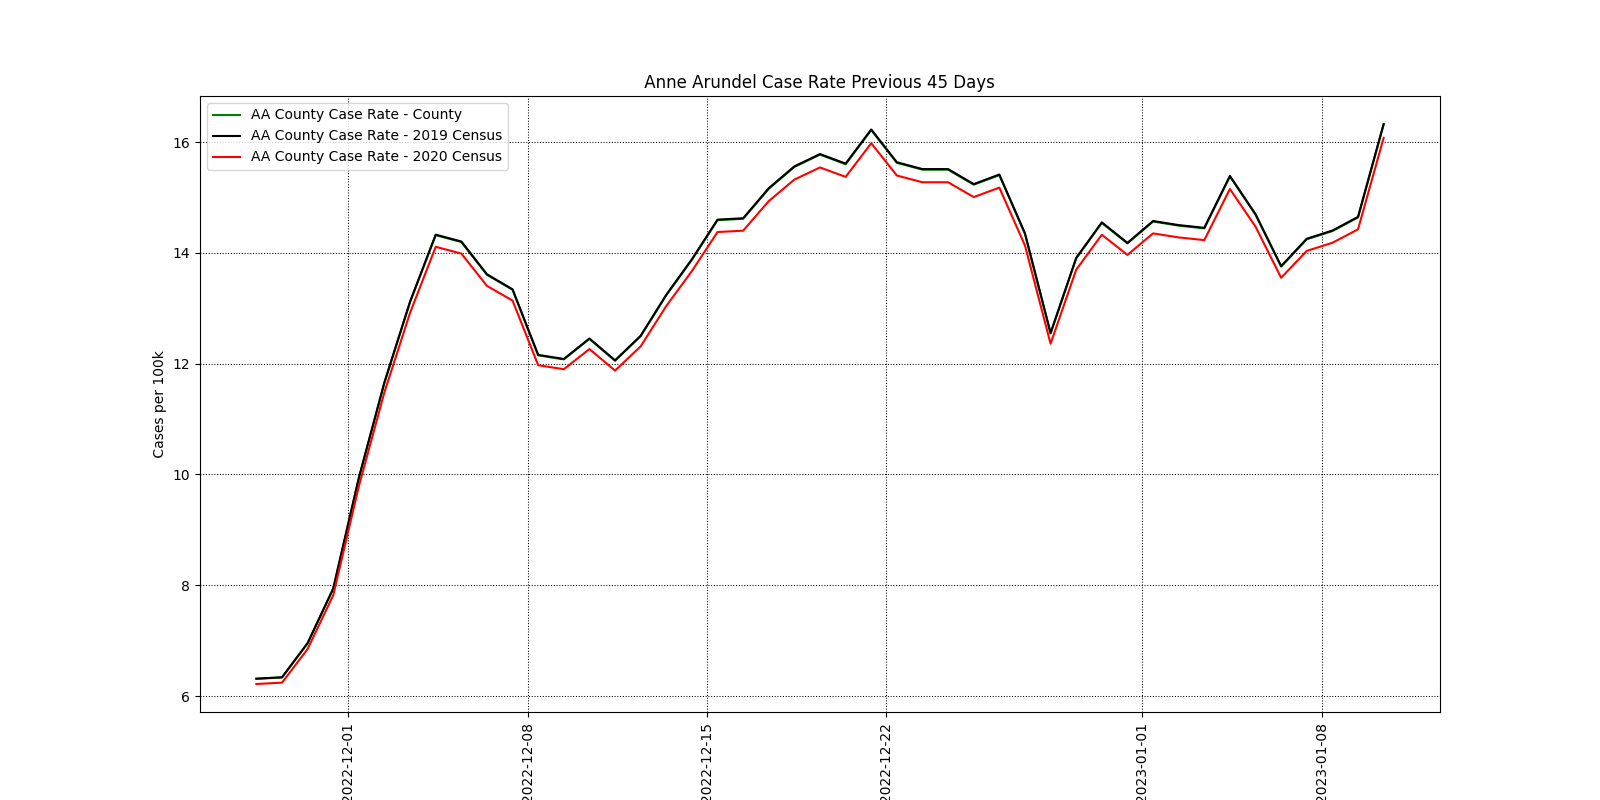 Anne Arundel Case Rate Previous 45 Days
AA County Case Rate - County
AA County Case Rate - 2019 Census
AA County Case Rate - 2020 Census
Cases per 100k
16
14
12
10
8
6
2022-12-01
2022-12-08
2022-12-15
2022-12-22
2023-01-01
2023-01-08